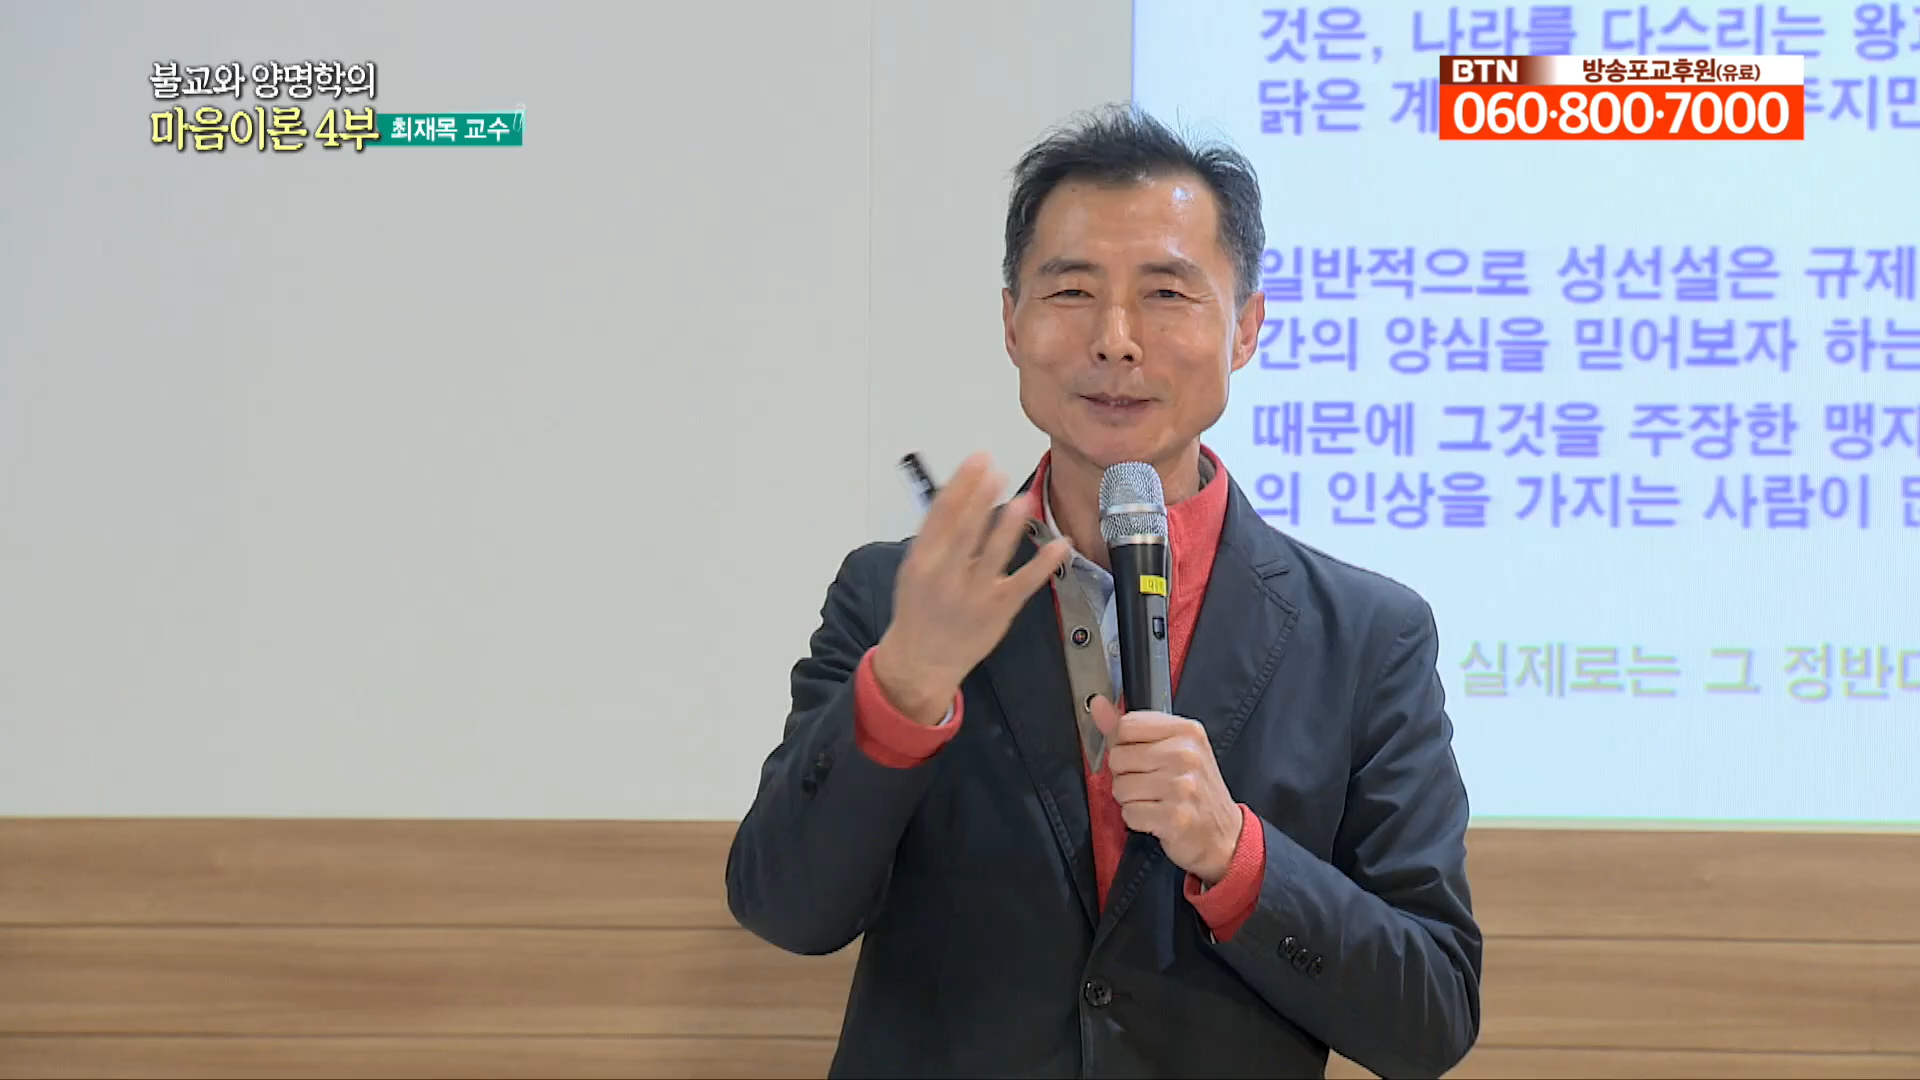 불교와 양명학의
마음이론 4부 최재목 교수
BTN 방송포교후원(유료)
060·800·7000
것은, 나라를 다스리는 왕
닭은 계
주지만
일반적으로 성선설은 규제
간의 양심을 믿어보자 하는
때문에 그것을 주장한 맹자
의 인상을 가지는 사람이
실제로는 그 정반대